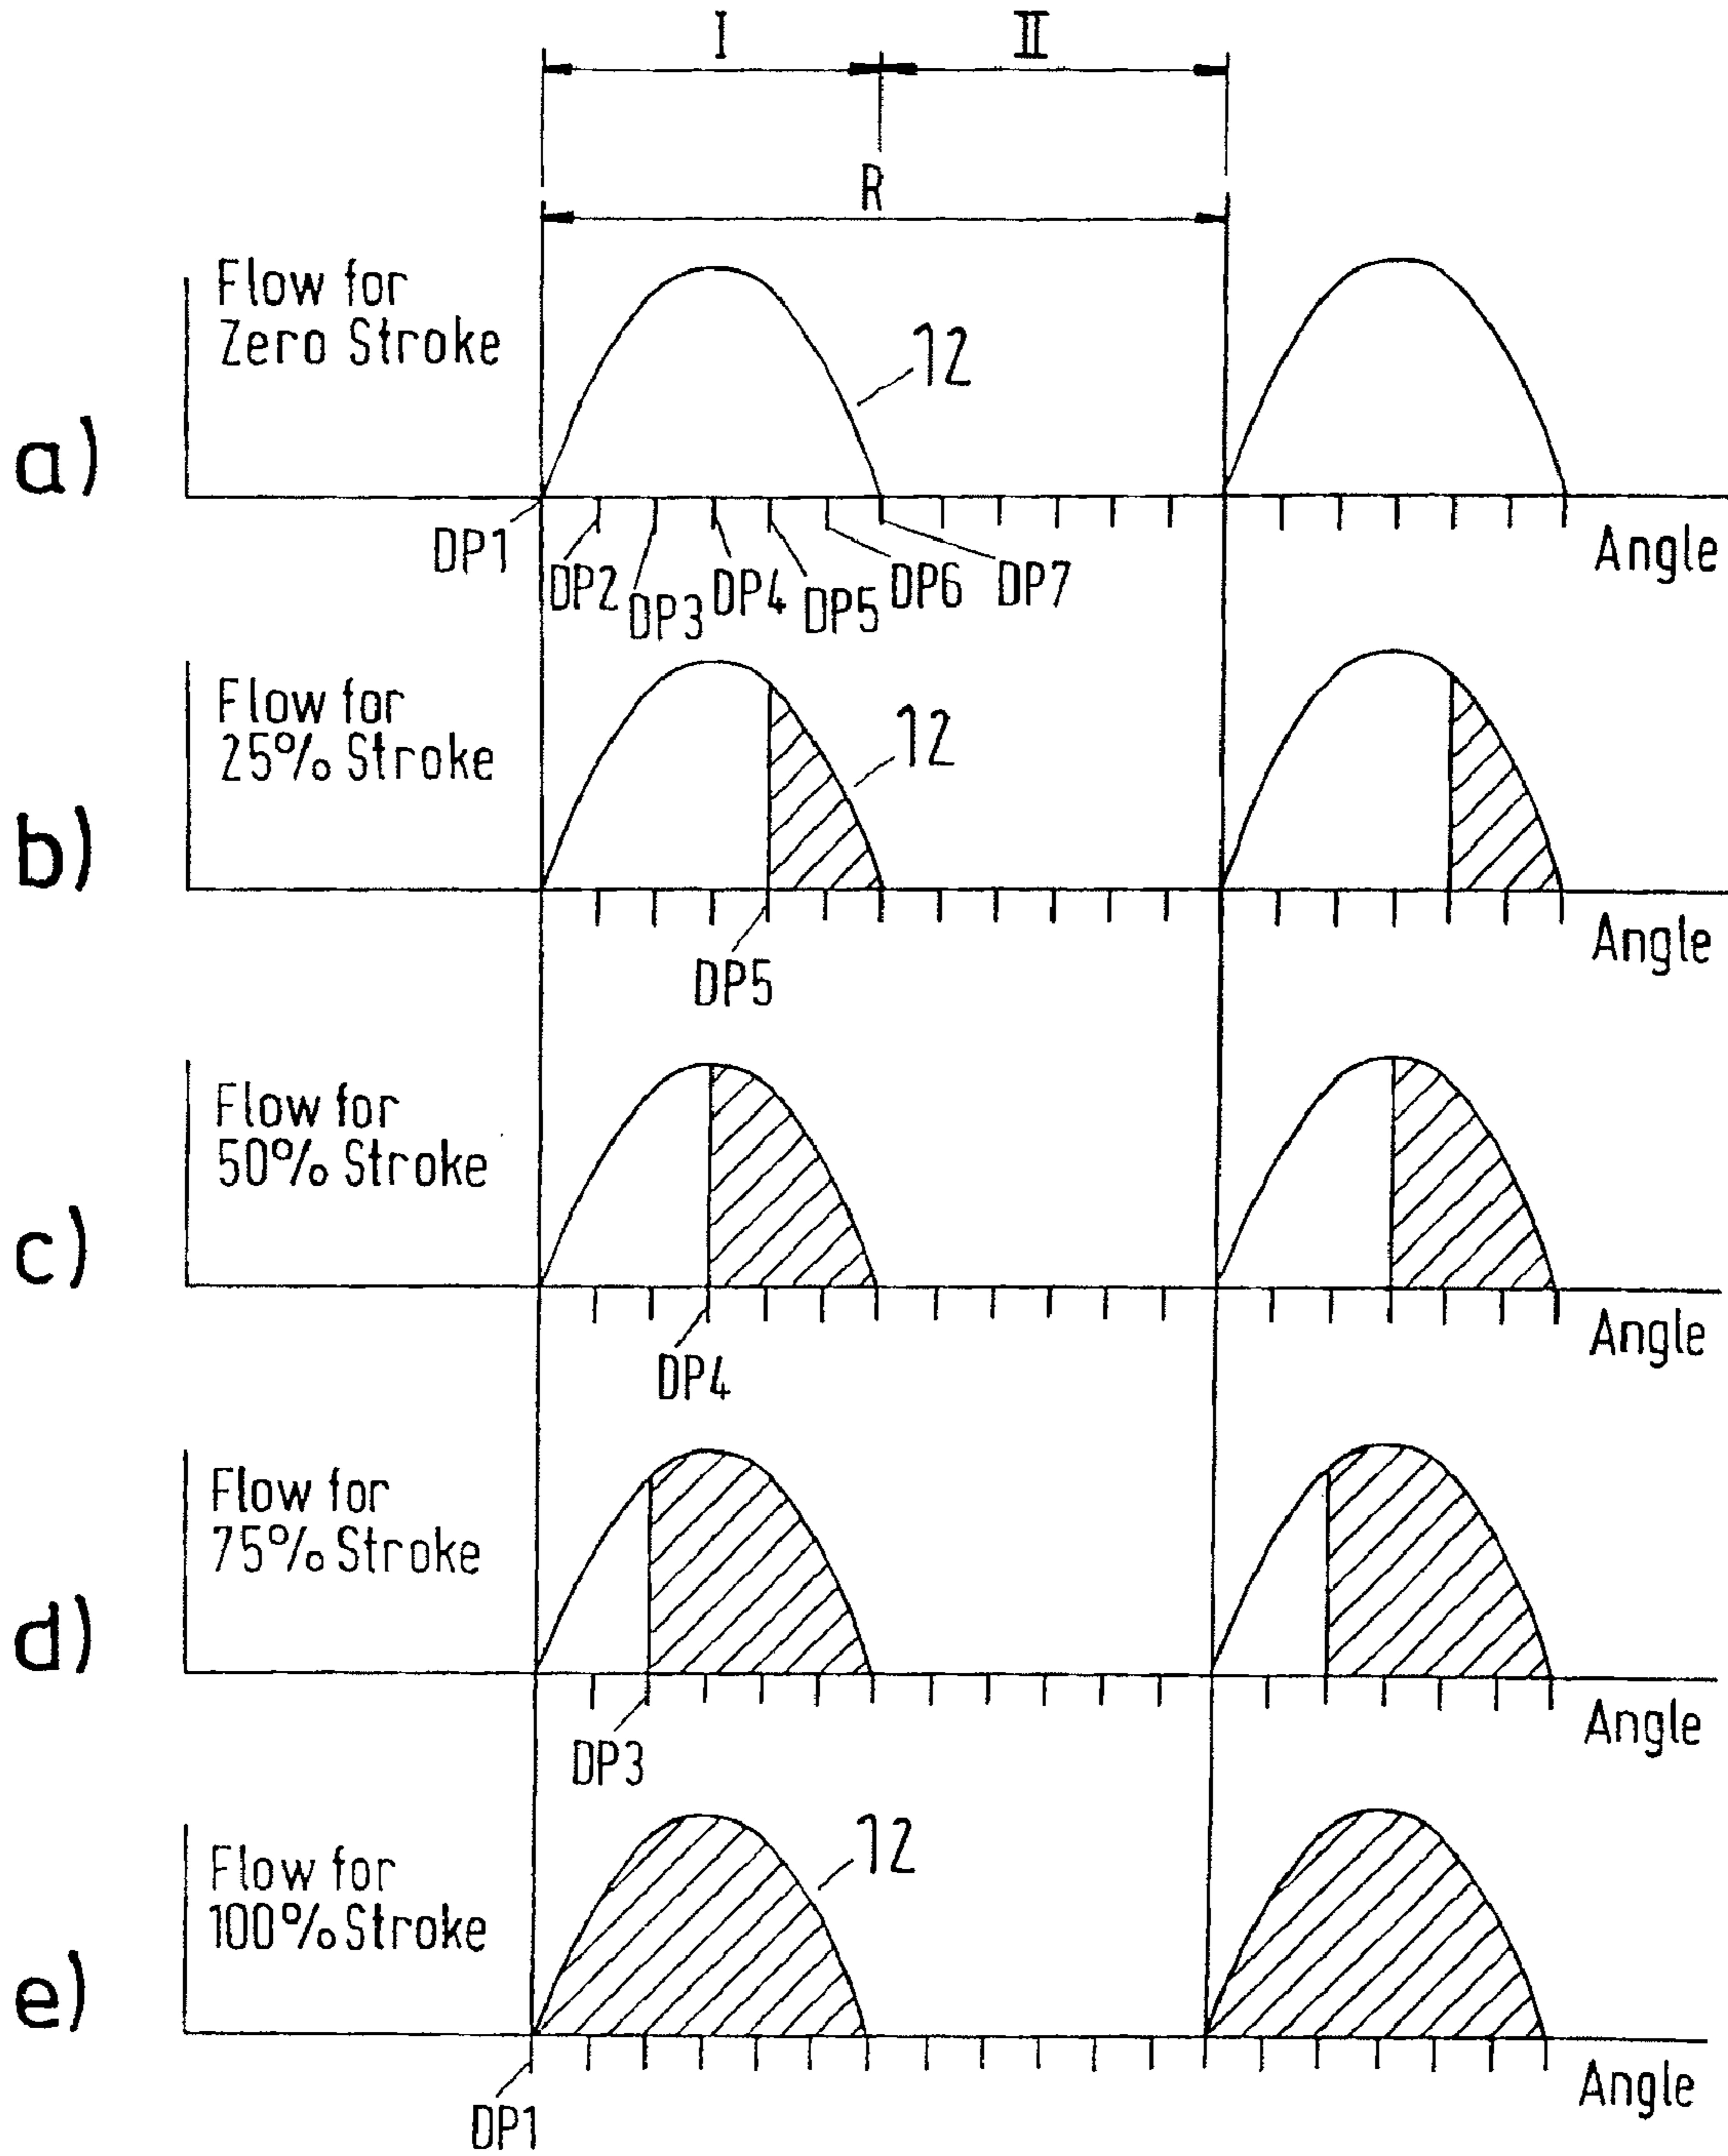 I
II
R
Flow for
Zero Stroke
12
a)
DP1
DP2
DP3
DP4
DP5
DP6
DP7
Angle
Flow for
25% Stroke
12
b)
DP5
Angle
Flow for
50% Stroke
c)
DP4
Angle
Flow for
75% Stroke
d)
DP3
Angle
Flow for
100% Stroke
12
e)
DP1
Angle